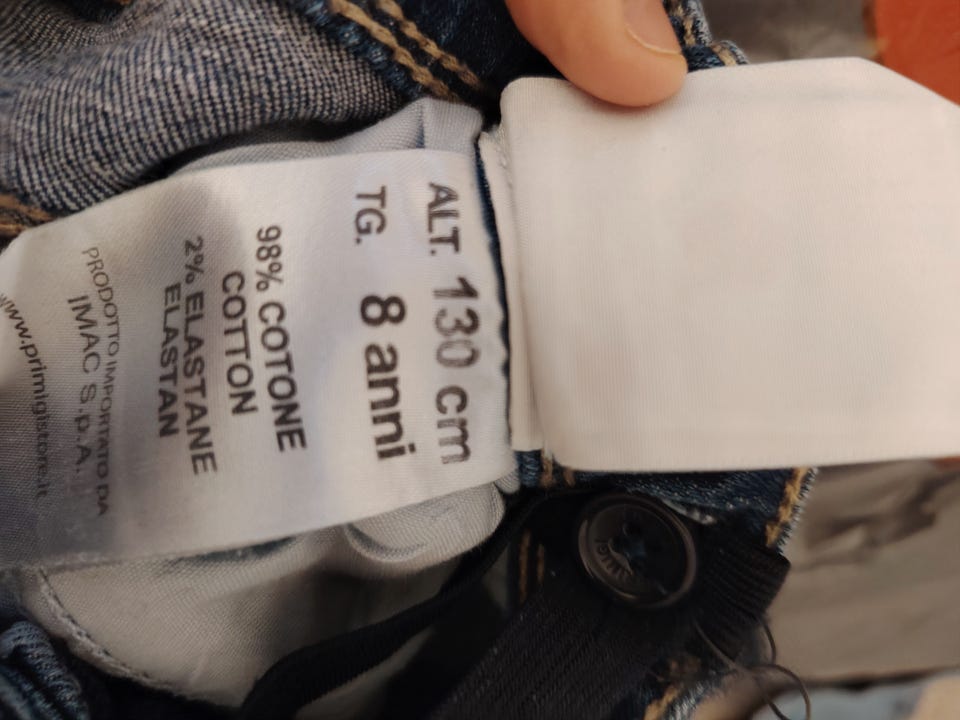 ALT. 130 cm
TG. 8 anni
98% COTONE
COTTON
2% ELASTANE
ELASTAN
PRODOTTO IMPORTATO DA
IMAC S.p.A.
www.primigistore.it